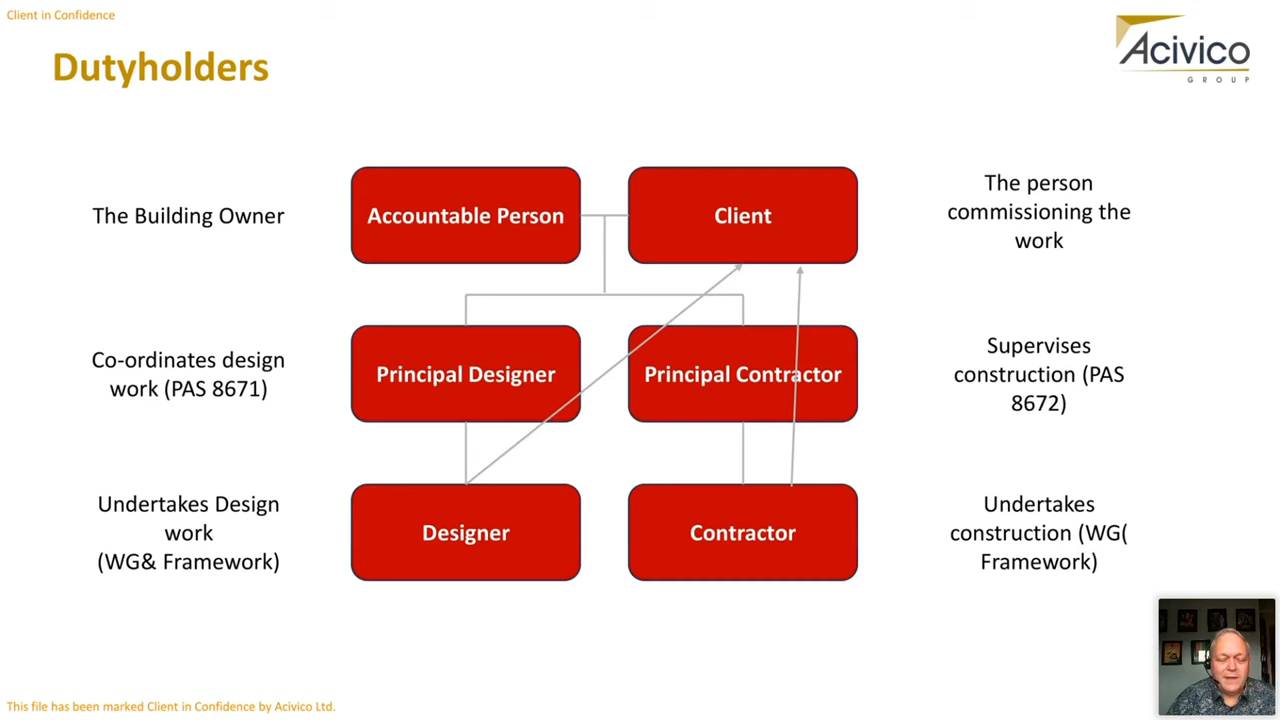 Client in Confidence
Dutyholders
Acivico
GROUP
The Building Owner
Accountable Person
Client
The person
commissioning the
work
Co-ordinates design
work (PAS 8671)
Principal Designer
Principal Contractor
Supervises
construction (PAS
8672)
Undertakes Design
work
(WG& Framework)
Designer
Contractor
Undertakes
construction (WG(
Framework)
This file has been marked Client in Confidence by Acivico Ltd.